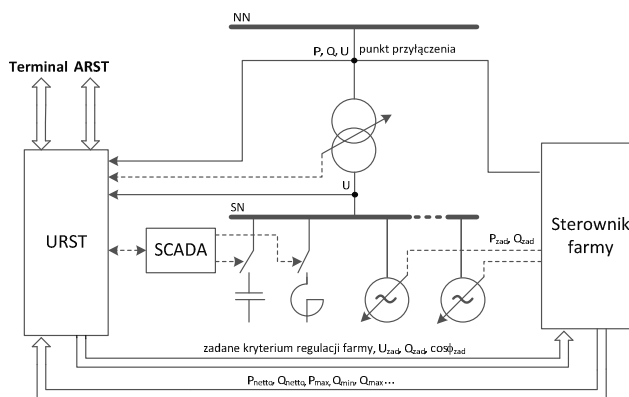 NN
P, Q, U
punkt przyłączenia
Terminal ARST
U
SN
URST
SCADA
Sterownik
farmy
Pzad, Qzad
zadane kryterium regulacji farmy, Uzad, Qzad, cosϕzad
Pnetto, Qnetto, Pmax, Qmin, Qmax...